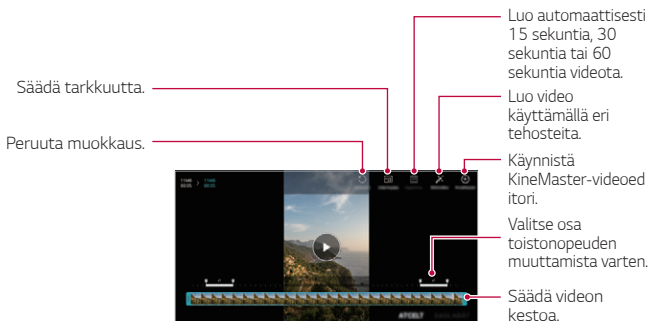 Luo automaattisesti
15 sekuntia, 30
sekuntia tai 60
sekuntia videota.
Säädä tarkkuutta.
Luo video
käyttämällä eri
tehosteita.
Peruuta muokkaus.
Käynnistä
KineMaster-videoed
itori.
Valitse osa
toistonopeuden
muuttamista varten.
Säädä videon
kestoa.
ATCELT